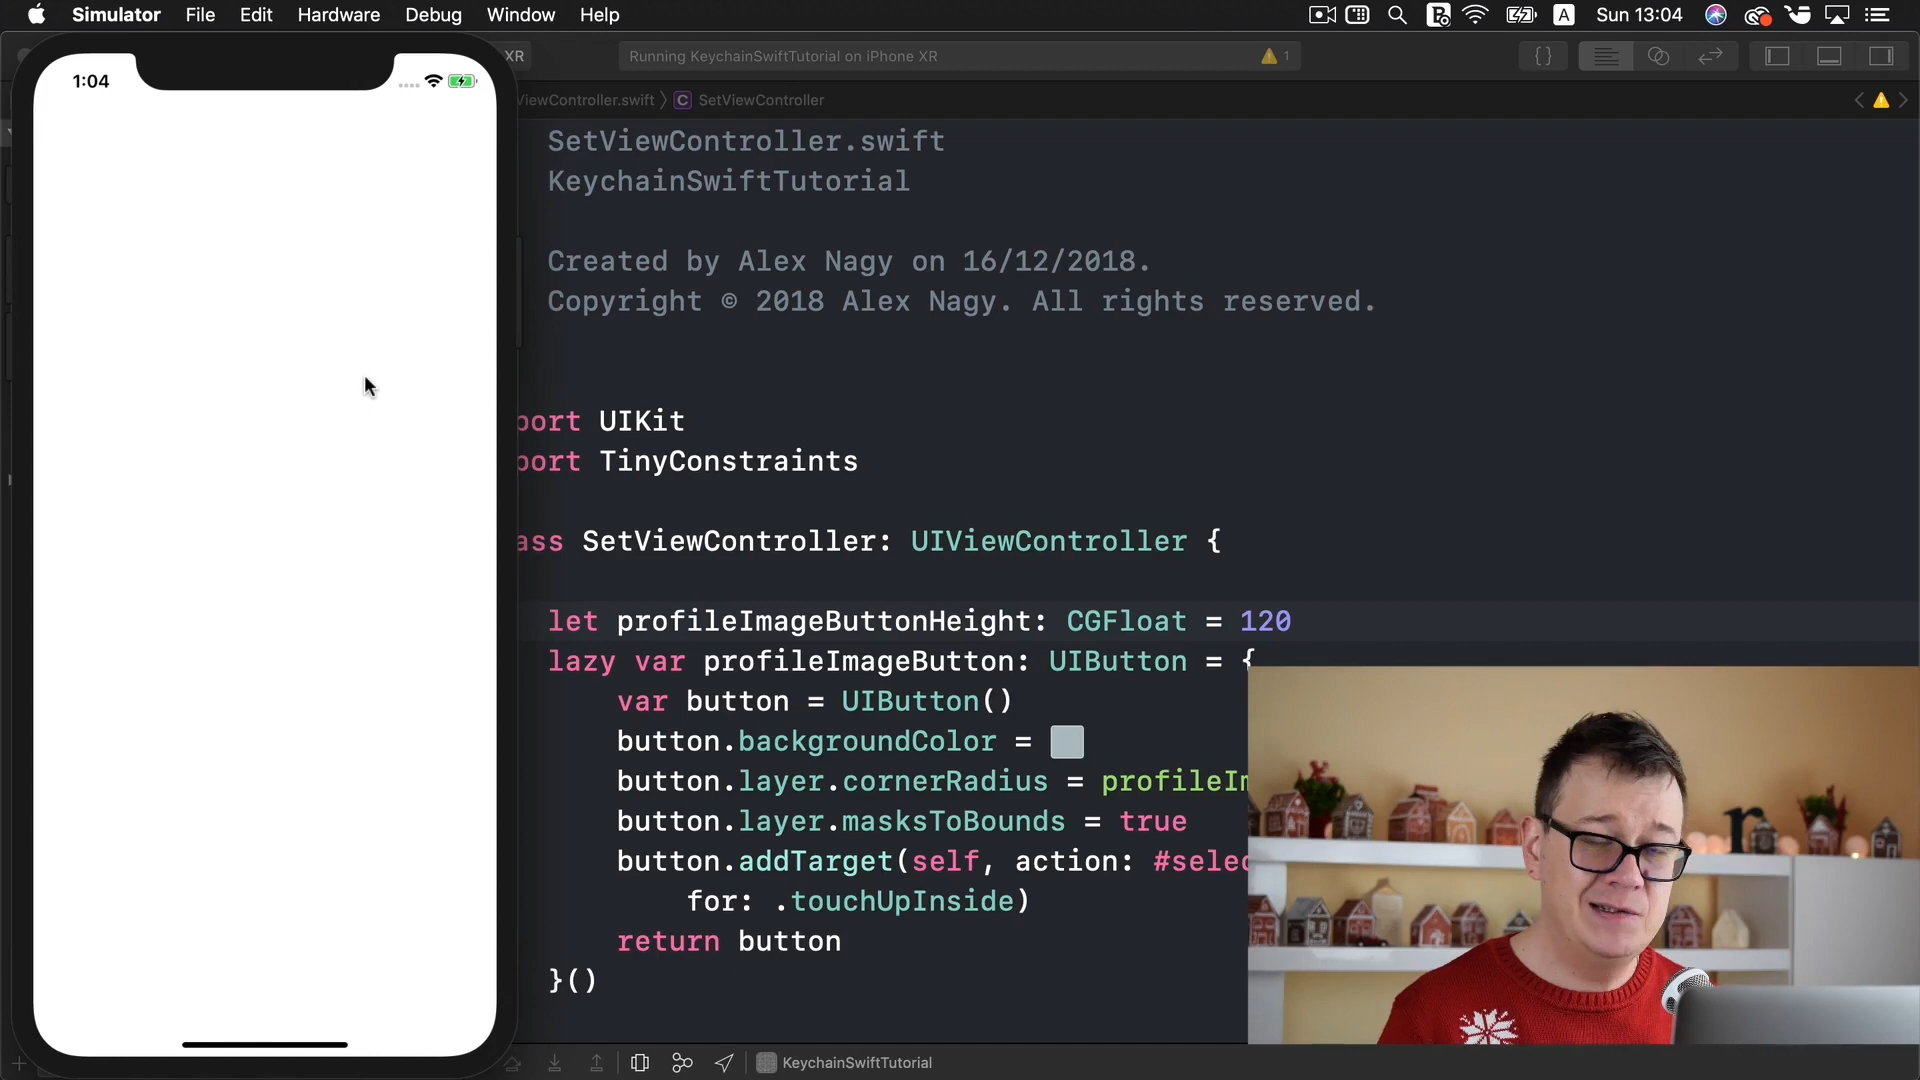 Simulator File Edit Hardware Debug Window Help A Sun 13:04
XR Running KeychainSwiftTutorial on iPhone XR 1
1:04
ViewController.swift C SetViewController
SetViewController.swift
KeychainSwiftTutorial
Created by Alex Nagy on 16/12/2018.
Copyright © 2018 Alex Nagy. All rights reserved.
port UIKit
port TinyConstraints
ass SetViewController: UIViewController {
let profileImageButtonHeight: CGFloat = 120
lazy var profileImageButton: UIButton = {
var button = UIButton()
button.backgroundColor =
button.layer.cornerRadius = profileIm
button.layer.masksToBounds = true
button.addTarget(self, action: #selec
for: .touchUpInside)
return button
}()
KeychainSwiftTutorial